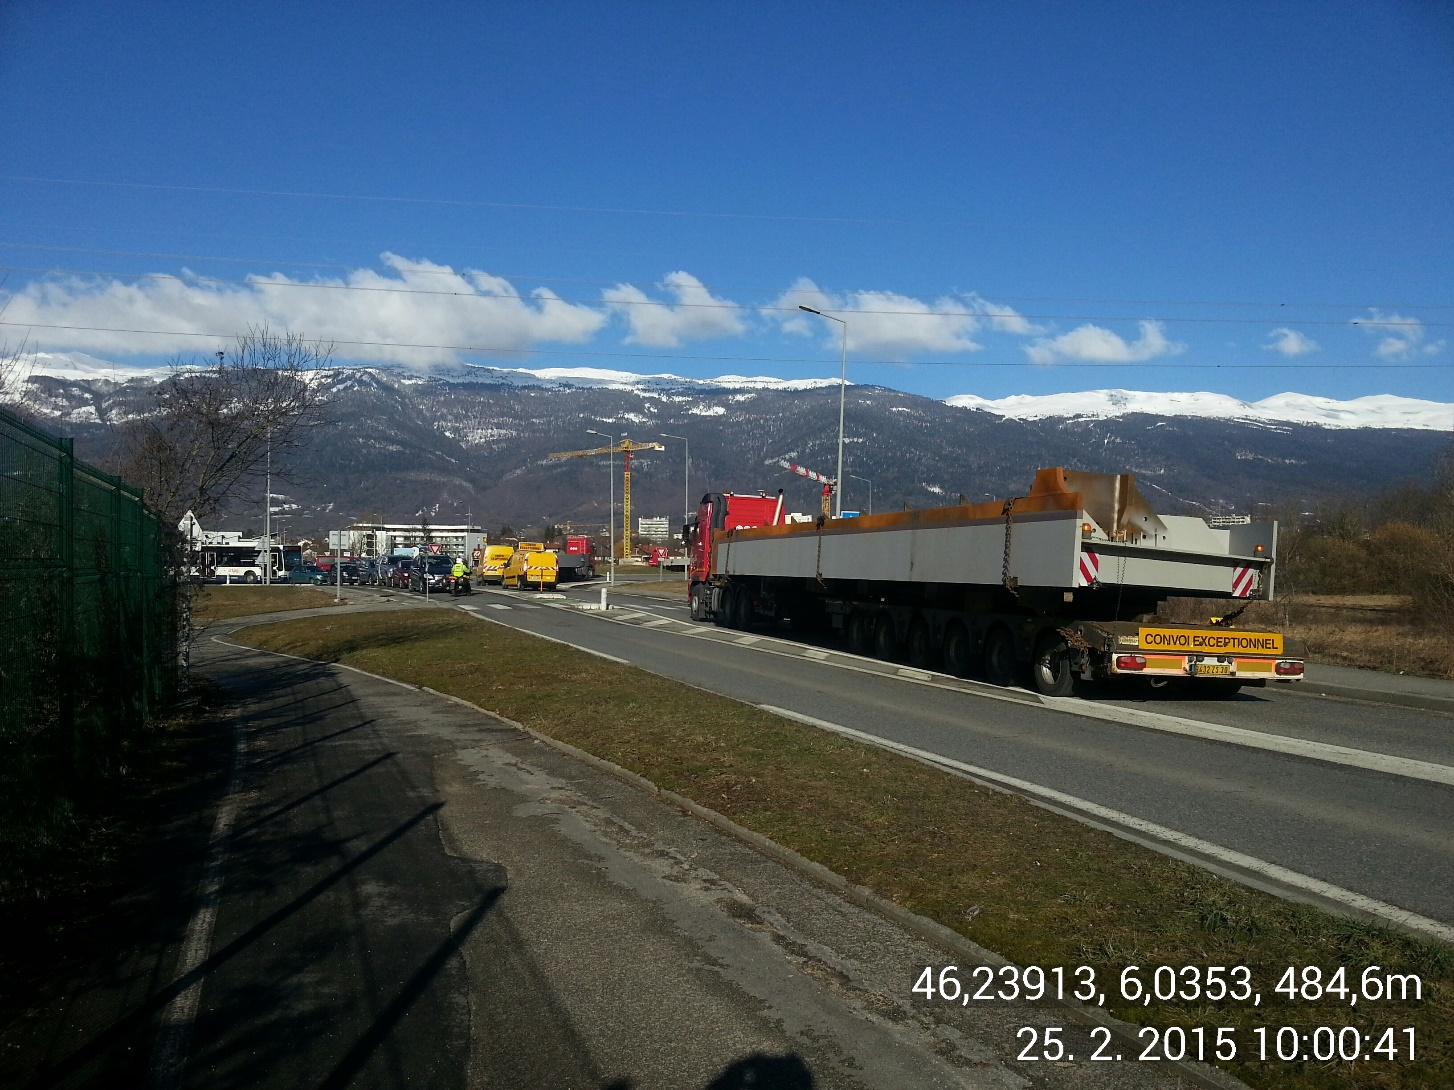 CONVOI EXCEPTIONNEL
46,23913, 6,0353, 484,6m
25. 2. 2015 10:00:41